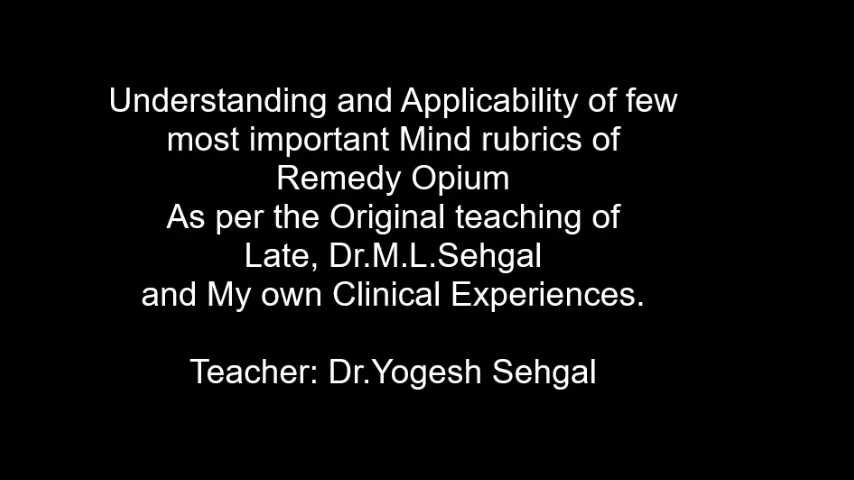 Understanding and Applicability of few
most important Mind rubrics of
Remedy Opium
As per the Original teaching of
Late, Dr.M.L.Sehgal
and My own Clinical Experiences.
Teacher: Dr.Yogesh Sehgal